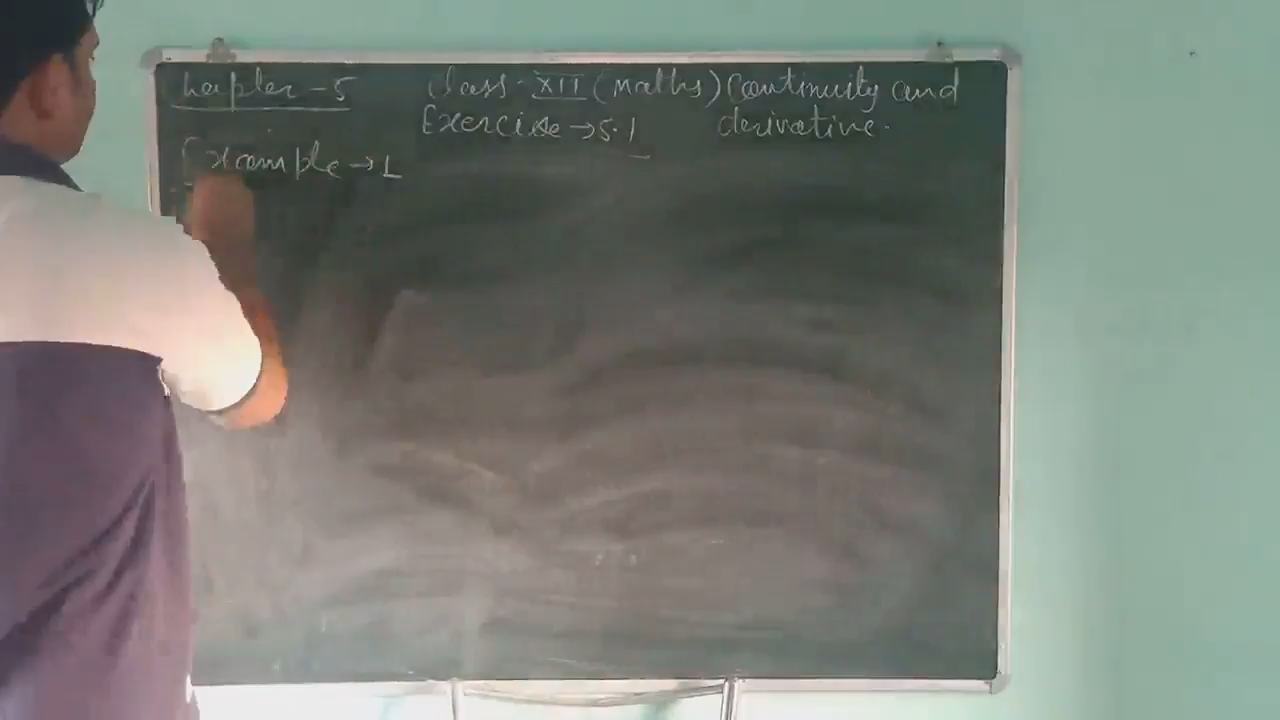 Chapter - 5 Class - XII (Maths) Continuity and
Exercise → 5.1 derivative.
Example → 1